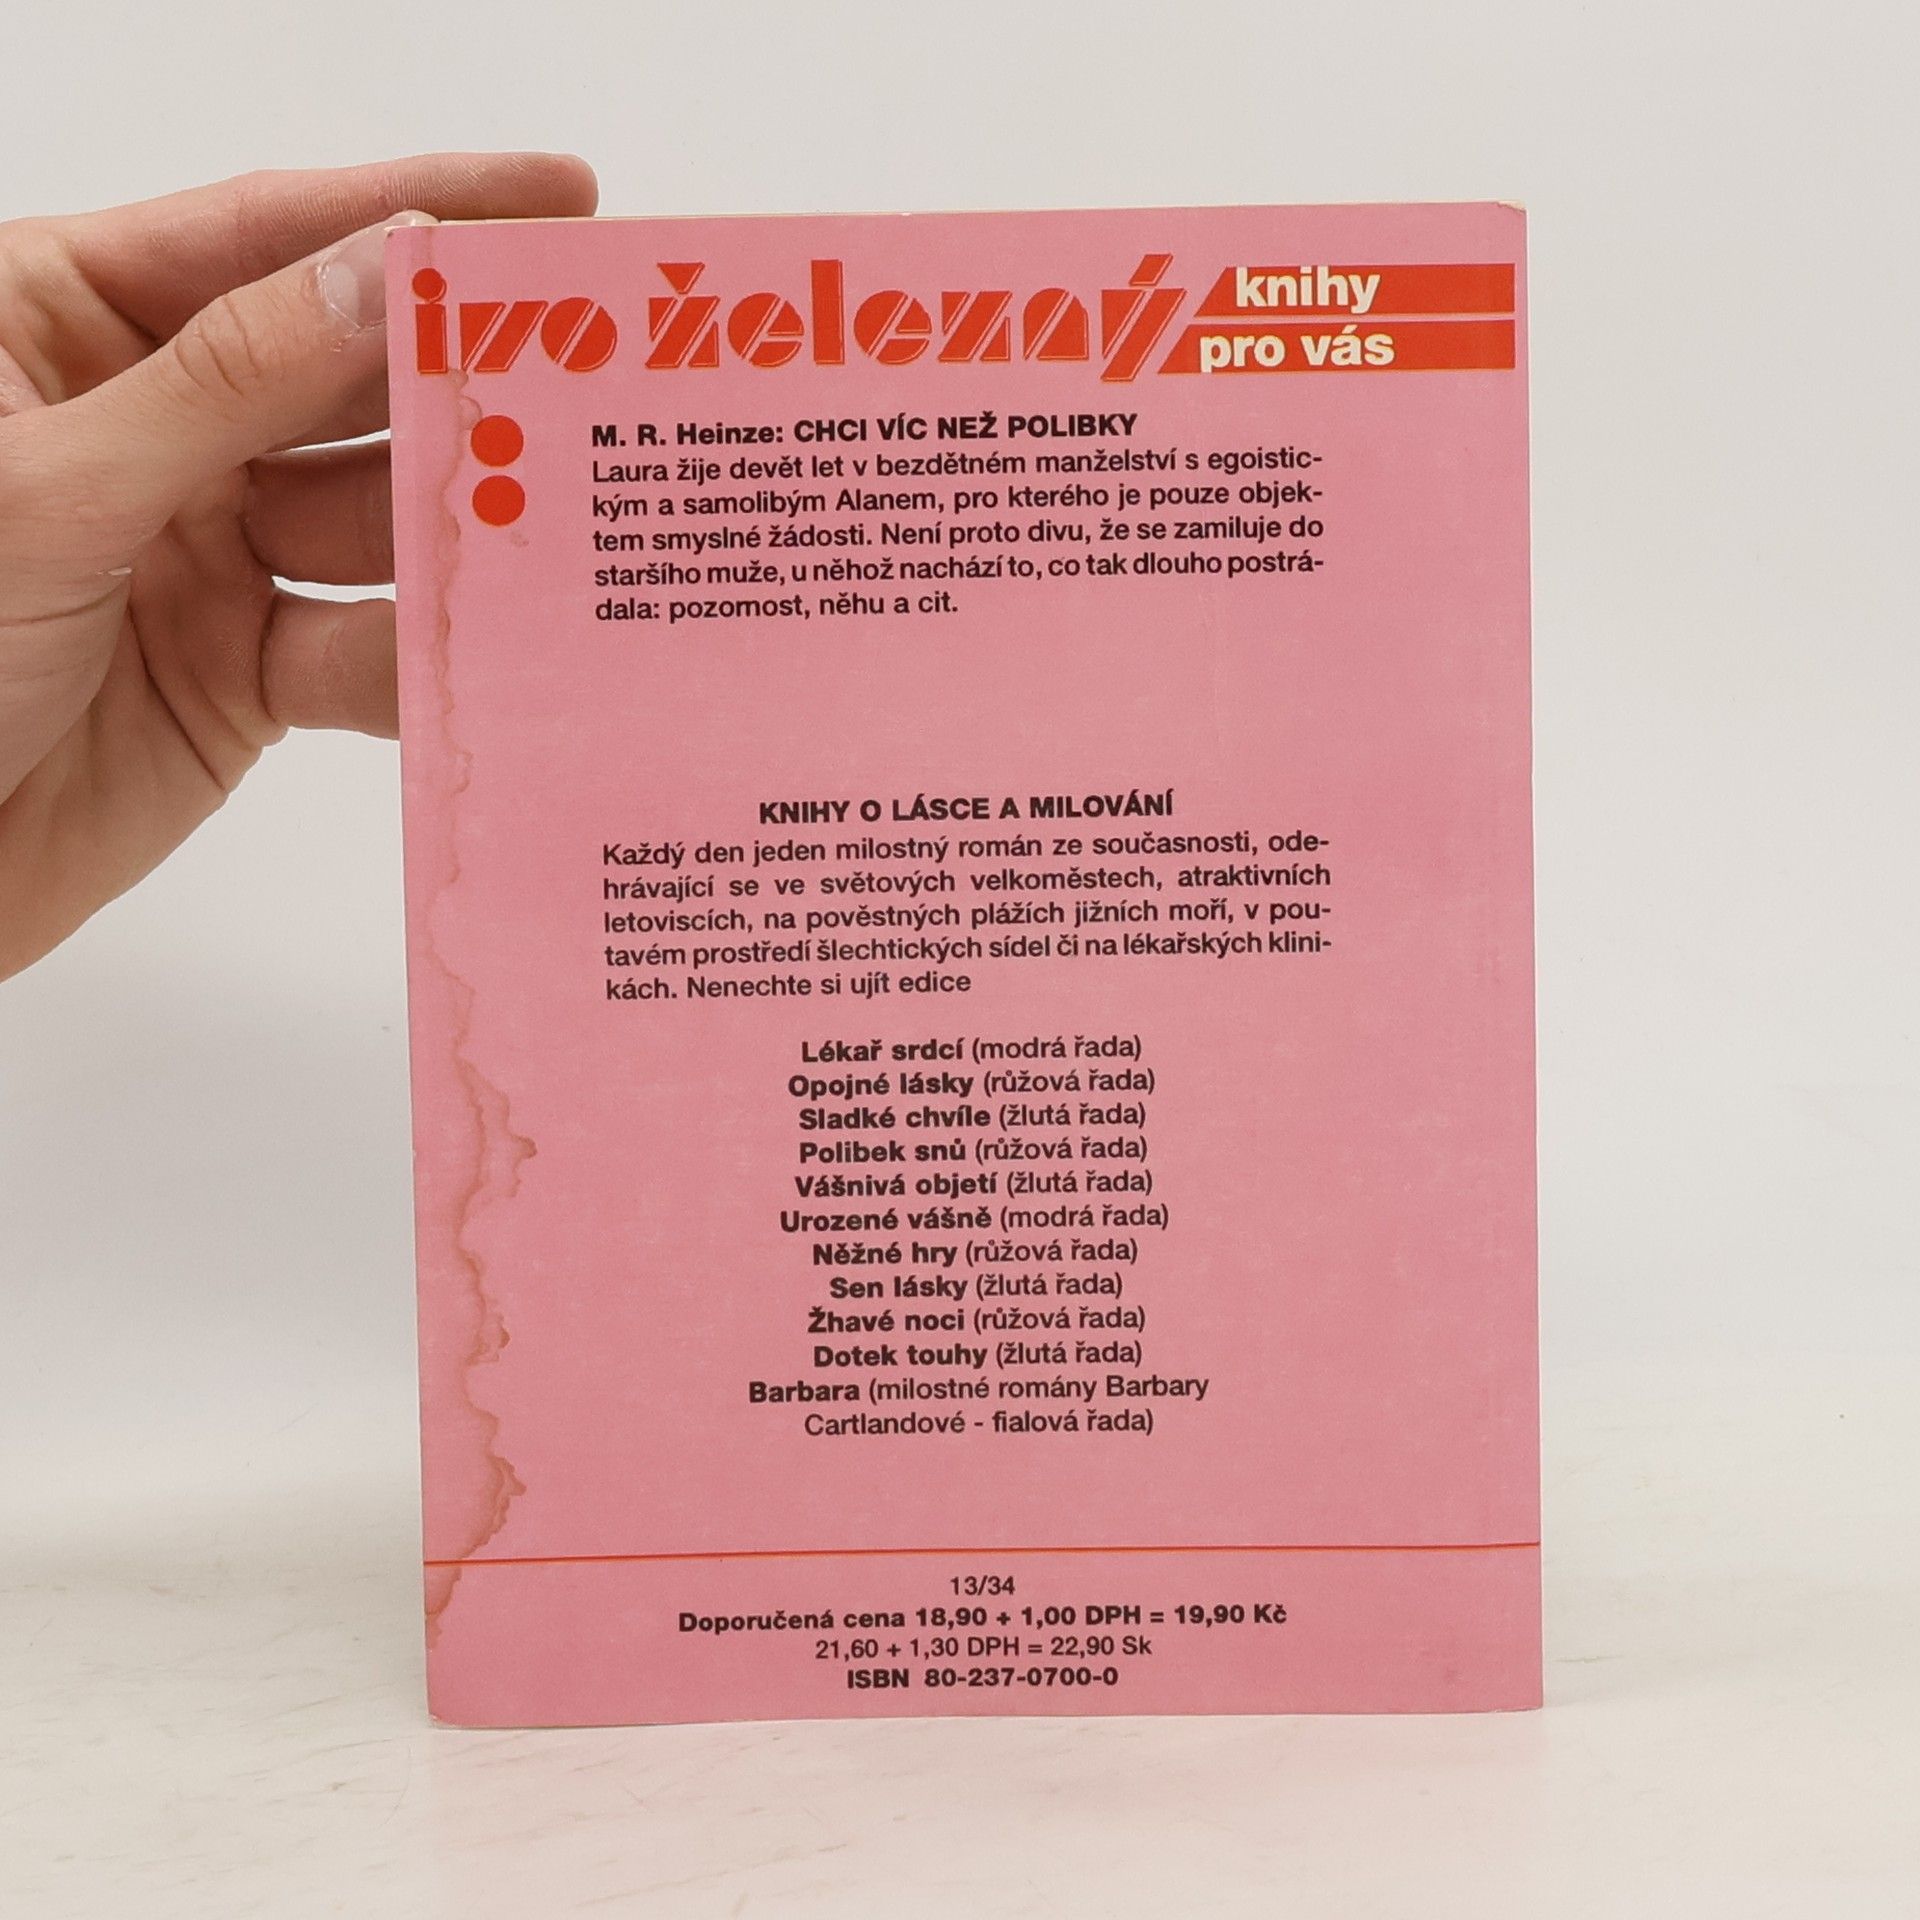 ivo železný knihy
pro vás
M. R. Heinze: CHCI VÍC NEŽ POLIBKY
Laura žije devět let v bezdětném manželství s egoistic-
kým a samolibým Alanem, pro kterého je pouze objek-
tem smyslné žádosti. Není proto divu, že se zamiluje do
staršího muže, u něhož nachází to, co tak dlouho postrá-
dala: pozornost, něhu a cit.
KNIHY O LÁSCE A MILOVÁNÍ
Každý den jeden milostný román ze současnosti, ode-
hrávající se ve světových velkoměstech, atraktivních
letoviscích, na pověstných plážích jižních moří, v pou-
tavém prostředí šlechtických sídel či na lékařských klini-
kách. Nenechte si ujít edice
Lékař srdcí (modrá řada)
Opojné lásky (růžová řada)
Sladké chvíle (žlutá řada)
Polibek snů (růžová řada)
Vášnivá objetí (žlutá řada)
Urozené vášně (modrá řada)
Něžné hry (růžová řada)
Sen lásky (žlutá řada)
Žhavé noci (růžová řada)
Dotek touhy (žlutá řada)
Barbara (milostné romány Barbary
Cartlandové - fialová řada)
13/34
Doporučená cena 18,90 + 1,00 DPH = 19,90 Kč
21,60 + 1,30 DPH = 22,90 Sk
ISBN 80-237-0700-0